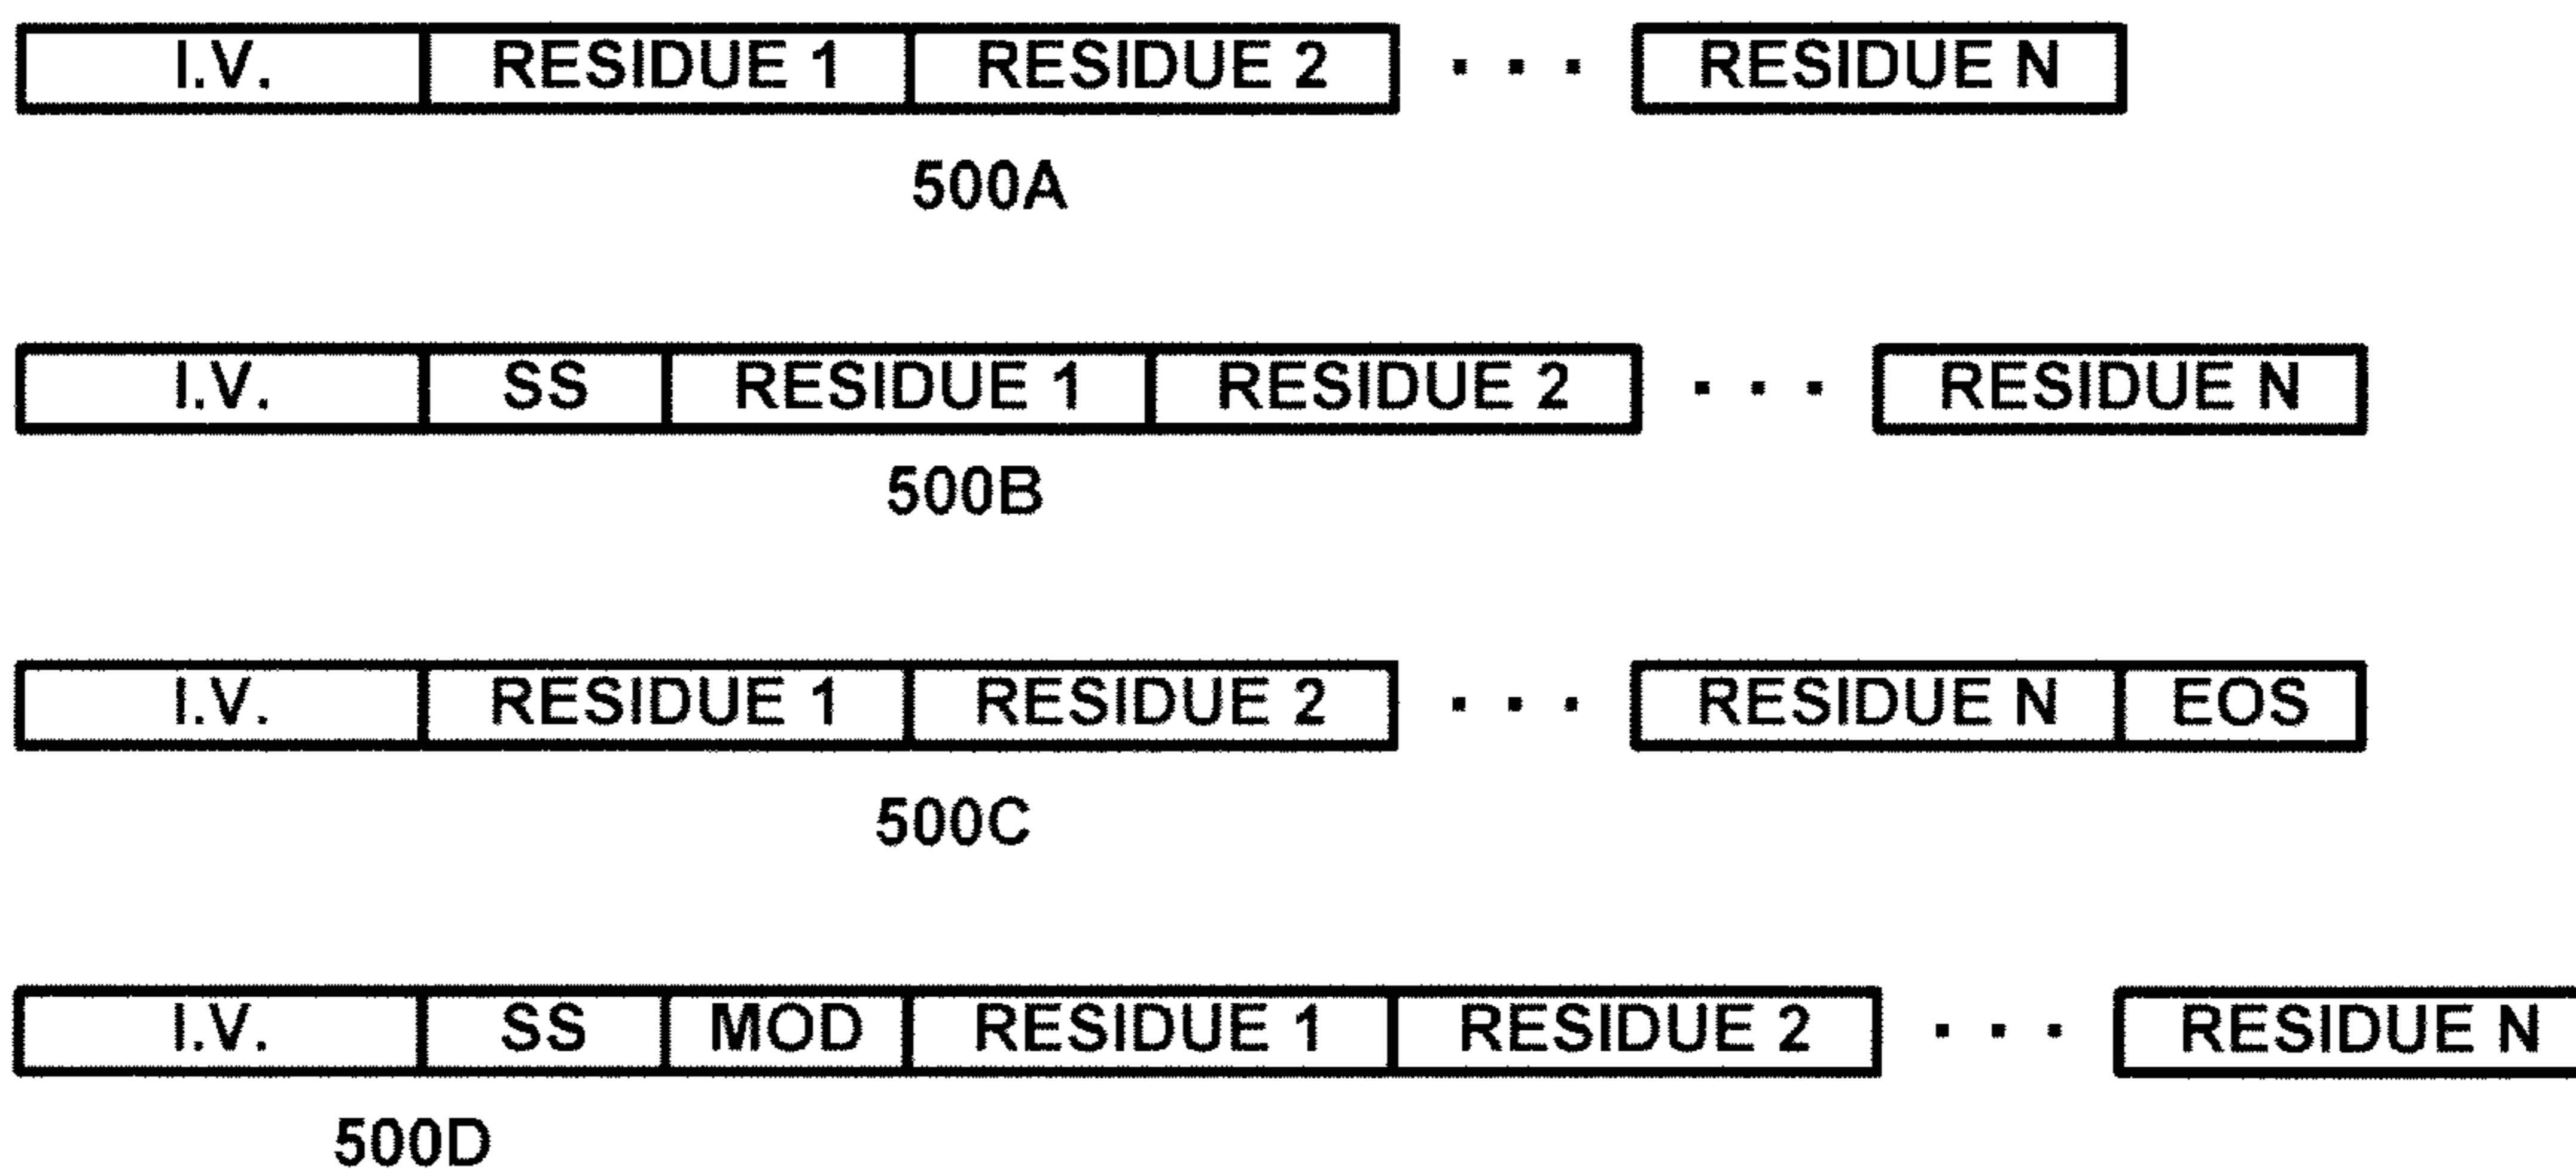 I.V. RESIDUE 1 RESIDUE 2 ... RESIDUE N
500A
I.V. SS RESIDUE 1 RESIDUE 2 ... RESIDUE N
500B
I.V. RESIDUE 1 RESIDUE 2 ... RESIDUE N EOS
500C
I.V. SS MOD RESIDUE 1 RESIDUE 2 ... RESIDUE N
500D